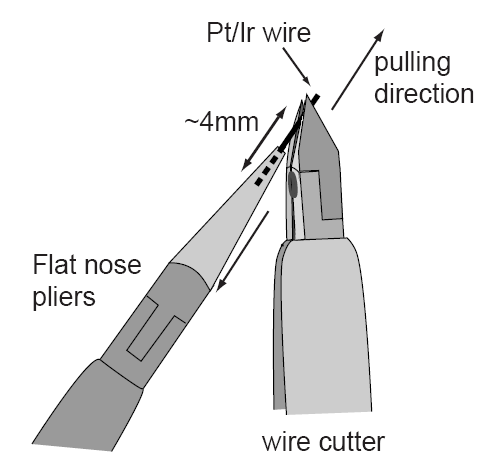 Pt/Ir wire
pulling
direction
~4mm
Flat nose
pliers
wire cutter